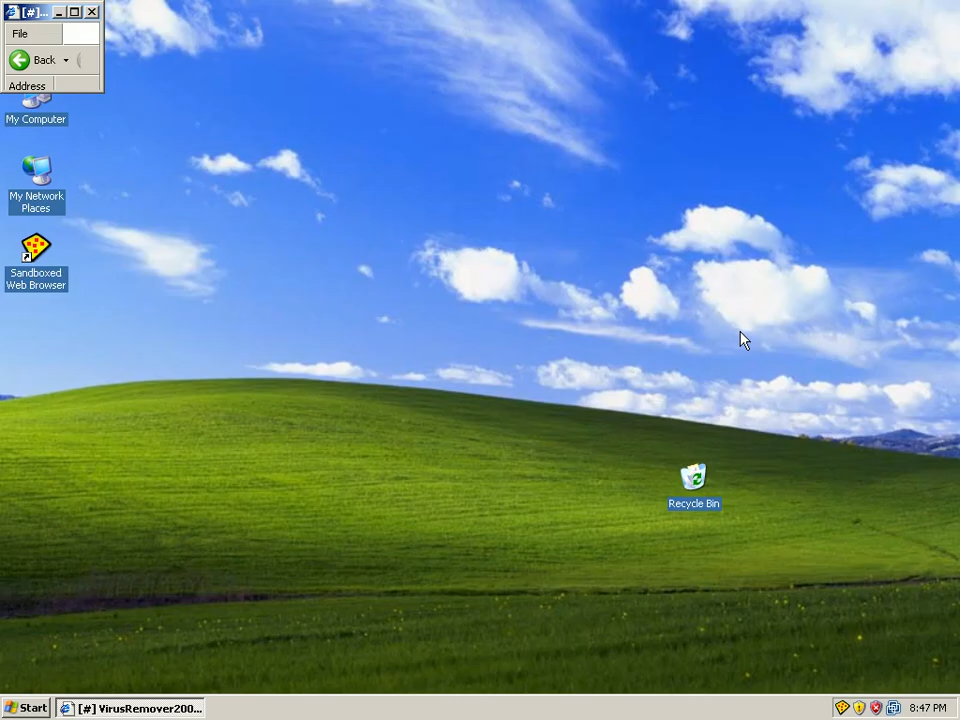 [#]...
File
Back
Address
My Computer
My Network
Places
Sandboxed
Web Browser
Recycle Bin
Start
[#] VirusRemover200...
8:47 PM